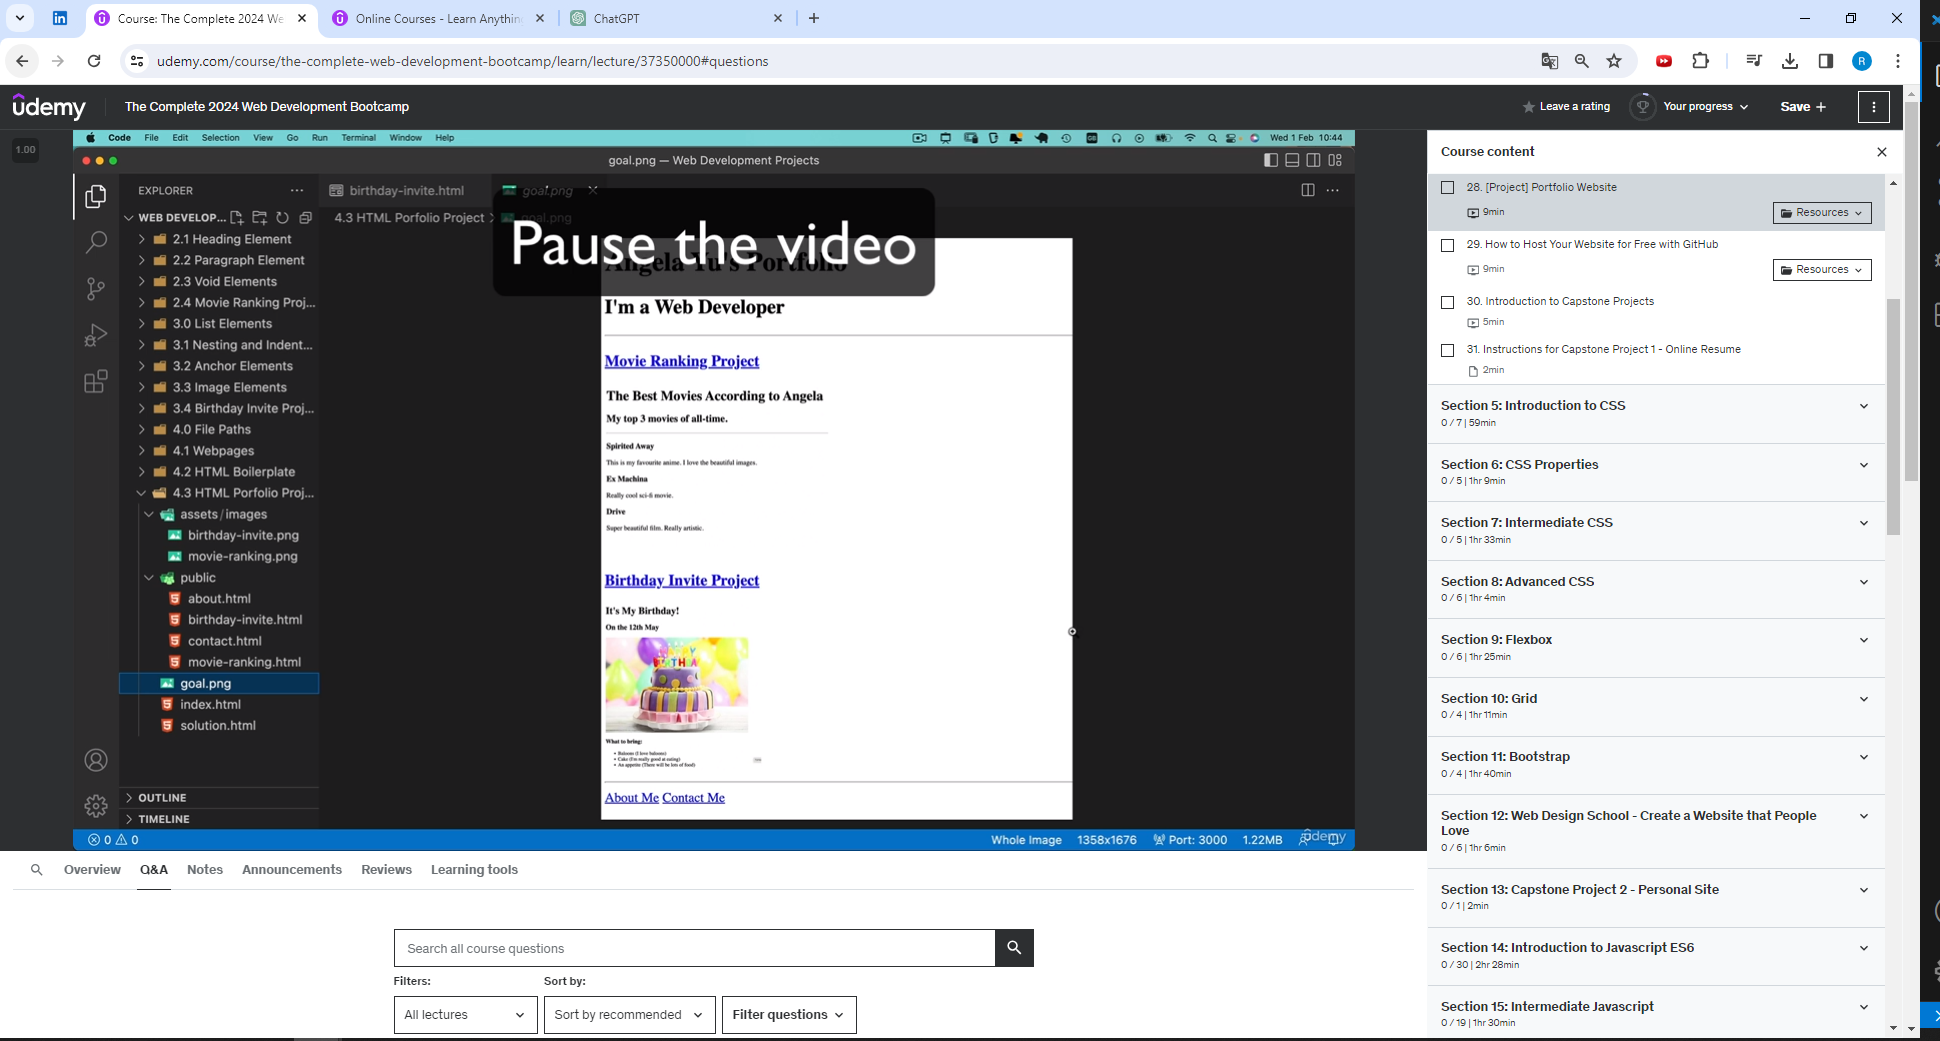 Course: The Complete 2024 We
Online Courses - Learn Anythin
ChatGPT
udemy.com/course/the-complete-web-development-bootcamp/learn/lecture/37350000#questions
R
udemy
The Complete 2024 Web Development Bootcamp
Leave a rating
Your progress
Save +
1.00
Code File Edit Selection View Go Run Terminal Window Help
Wed 1 Feb 10:44
goal.png — Web Development Projects
EXPLORER
birthday-invite.html
goal.png
WEB DEVELOP...
4.3 HTML Porfolio Project > goal.png
2.1 Heading Element
2.2 Paragraph Element
2.3 Void Elements
2.4 Movie Ranking Proj...
3.0 List Elements
3.1 Nesting and Indent...
3.2 Anchor Elements
3.3 Image Elements
3.4 Birthday Invite Proj...
4.0 File Paths
4.1 Webpages
4.2 HTML Boilerplate
4.3 HTML Porfolio Proj...
assets/images
birthday-invite.png
movie-ranking.png
public
about.html
birthday-invite.html
contact.html
movie-ranking.html
goal.png
index.html
solution.html
OUTLINE
TIMELINE
Pause the video
Angela Yu's Portfolio
I'm a Web Developer
Movie Ranking Project
The Best Movies According to Angela
My top 3 movies of all-time.
Spirited Away
This is my favourite anime. I love the beautiful images.
Ex Machina
Really cool sci-fi movie.
Drive
Super beautiful film. Really artistic.
Birthday Invite Project
It's My Birthday!
On the 12th May
HAPPY
BIRTHDAY
What to bring:
Baloons (I love baloons)
Cake (I'm really good at eating)
An appetite (There will be lots of food)
About Me Contact Me
0 0
Whole Image 1358x1676 Port: 3000 1.22MB
udemy
Course content
28. [Project] Portfolio Website
9min
Resources
29. How to Host Your Website for Free with GitHub
9min
Resources
30. Introduction to Capstone Projects
5min
31. Instructions for Capstone Project 1 - Online Resume
2min
Section 5: Introduction to CSS
0 / 7 | 59min
Section 6: CSS Properties
0 / 5 | 1hr 9min
Section 7: Intermediate CSS
0 / 5 | 1hr 33min
Section 8: Advanced CSS
0 / 6 | 1hr 4min
Section 9: Flexbox
0 / 6 | 1hr 25min
Section 10: Grid
0 / 4 | 1hr 11min
Section 11: Bootstrap
0 / 4 | 1hr 40min
Section 12: Web Design School - Create a Website that People
Love
0 / 6 | 1hr 6min
Section 13: Capstone Project 2 - Personal Site
0 / 1 | 2min
Section 14: Introduction to Javascript ES6
0 / 30 | 2hr 28min
Section 15: Intermediate Javascript
0 / 19 | 1hr 30min
Overview Q&A Notes Announcements Reviews Learning tools
Search all course questions
Filters: Sort by:
All lectures Sort by recommended Filter questions